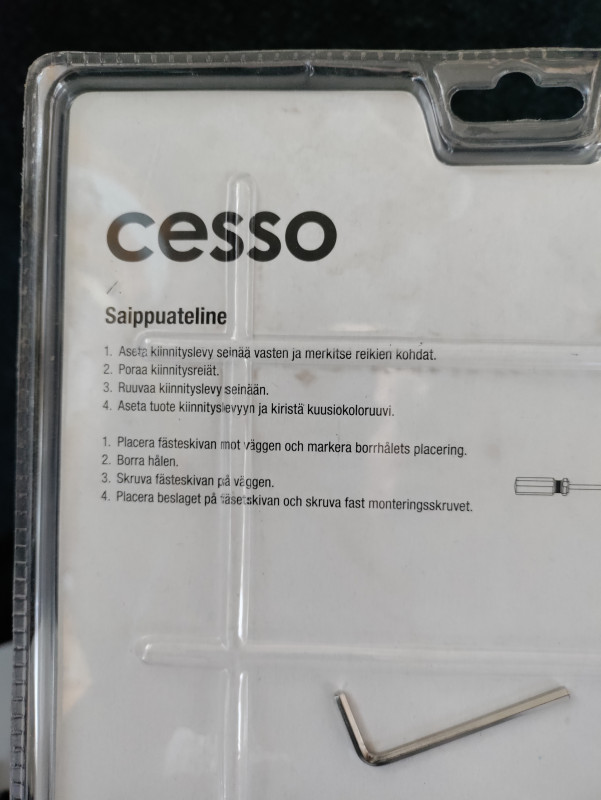 cesso
Saippuateline
1. Aseta kiinnityslevy seinää vasten ja merkitse reikien kohdat.
2. Poraa kiinnitysreiät.
3. Ruuvaa kiinnityslevy seinään.
4. Aseta tuote kiinnityslevyyn ja kiristä kuusiokoloruuvi.
1. Placera fästeskivan mot väggen och markera borrhålets placering.
2. Borra hålen.
3. Skruva fästeskivan på väggen.
4. Placera beslaget på fäseskivan och skruva fast monteringsskruvet.